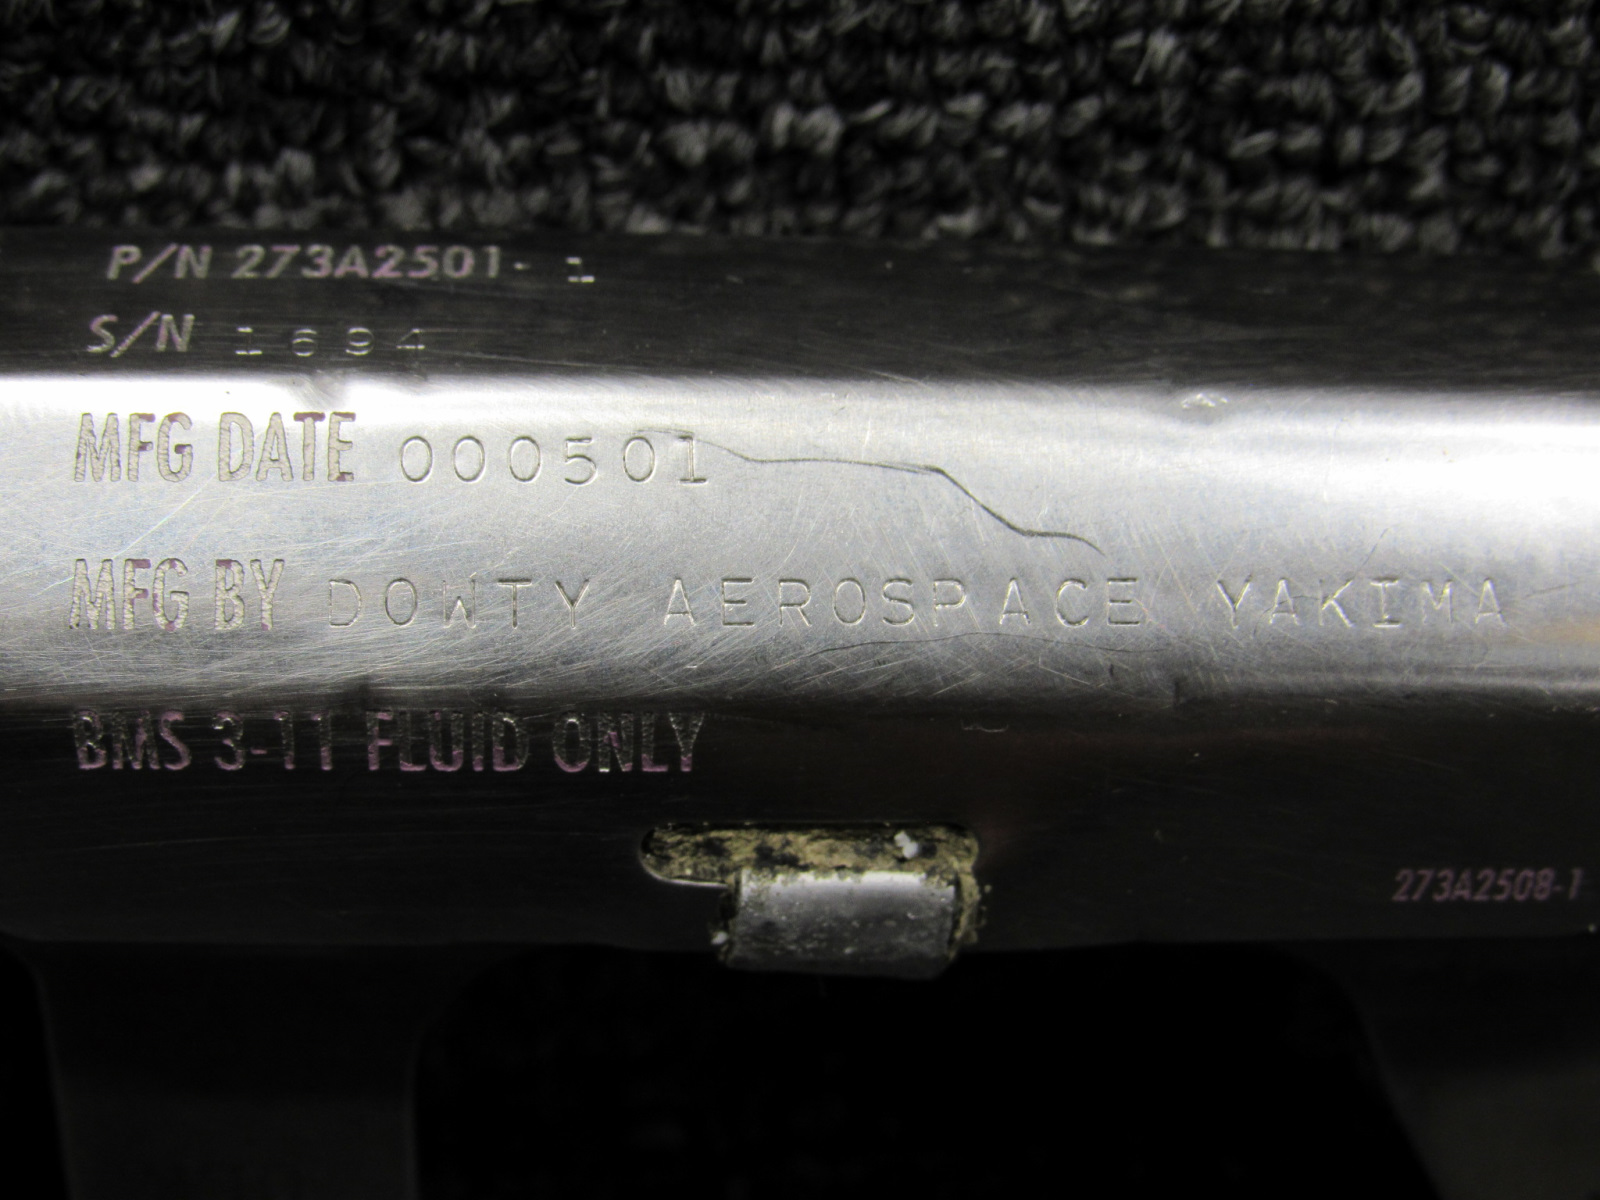 P/N 273A2501-1
S/N 1694
MFG DATE 000501
MFG BY DOWTY AEROSPACE YAKIMA
BMS 3-11 FLUID ONLY
273A2508-1